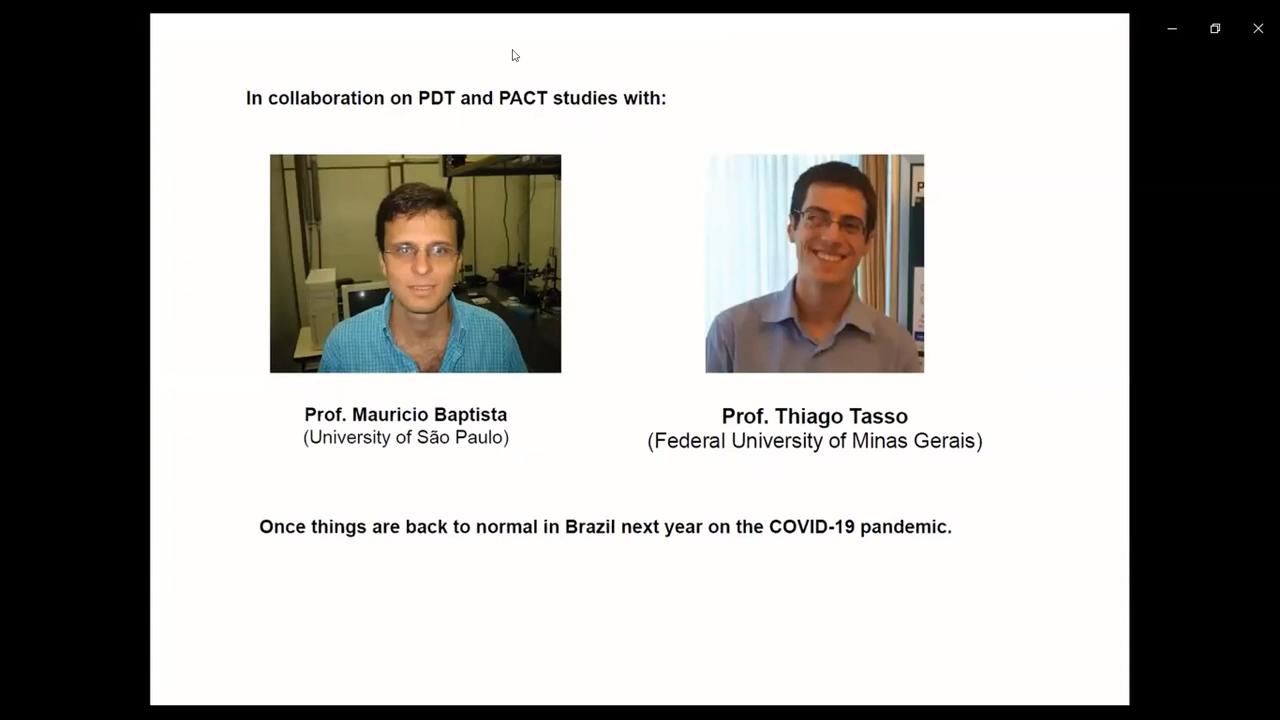 In collaboration on PDT and PACT studies with:
Prof. Mauricio Baptista
(University of São Paulo)
Prof. Thiago Tasso
(Federal University of Minas Gerais)
Once things are back to normal in Brazil next year on the COVID-19 pandemic.